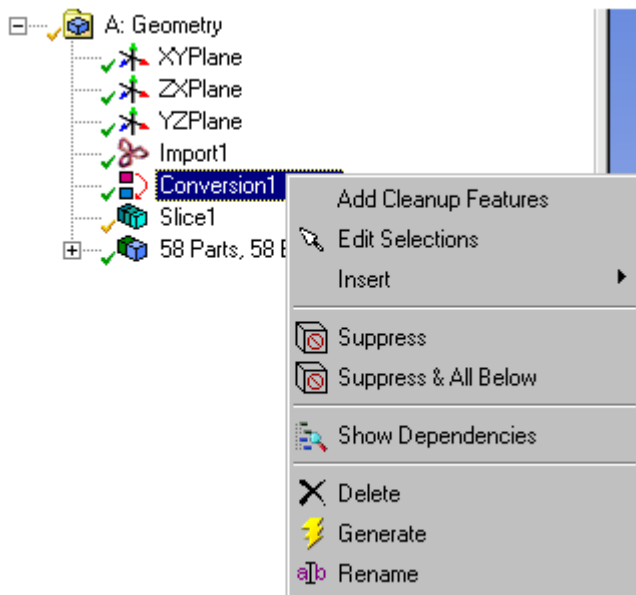 A: Geometry
XYPlane
ZXPlane
YZPlane
Import1
Conversion1
Slice1
58 Parts, 58
Add Cleanup Features
Edit Selections
Insert
Suppress
Suppress & All Below
Show Dependencies
Delete
Generate
a|b Rename